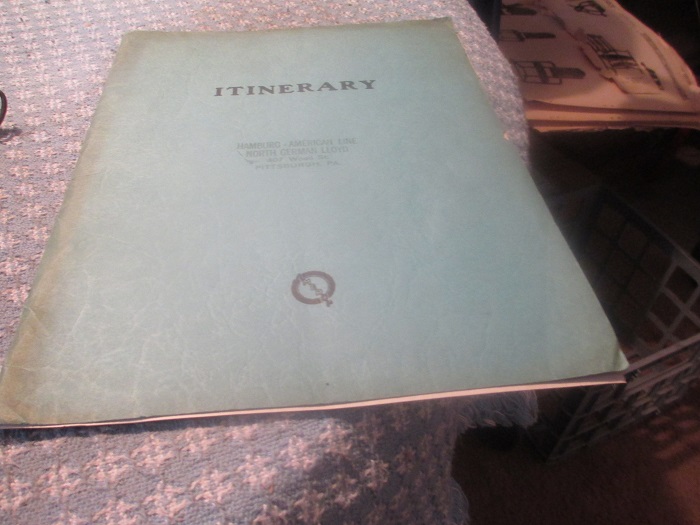 ITINERARY
HAMBURG-AMERICAN LINE
NORTH GERMAN LLOYD
PITTSBURGH, PA.